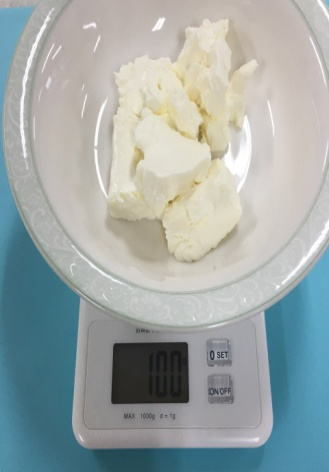 100g
0 SET
ON/OFF
MAX 1000g d = 1g